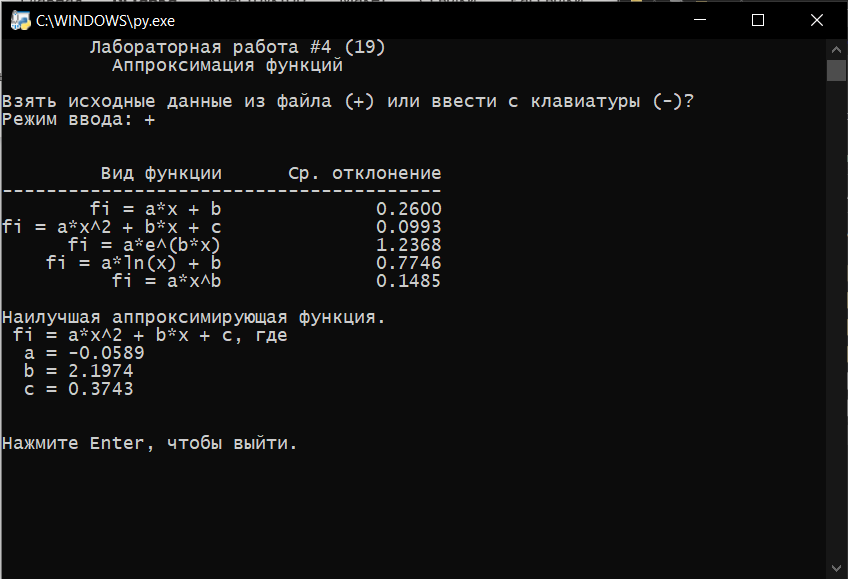 C:\WINDOWS\py.exe
Лабораторная работа #4 (19)
Аппроксимация функций
Взять исходные данные из файла (+) или ввести с клавиатуры (-)?
Режим ввода: +
Вид функции Ср. отклонение
----------------------------------------
fi = a*x + b 0.2600
fi = a*x^2 + b*x + c 0.0993
fi = a*e^(b*x) 1.2368
fi = a*ln(x) + b 0.7746
fi = a*x^b 0.1485
Наилучшая аппроксимирующая функция.
fi = a*x^2 + b*x + c, где
a = -0.0589
b = 2.1974
c = 0.3743
Нажмите Enter, чтобы выйти.